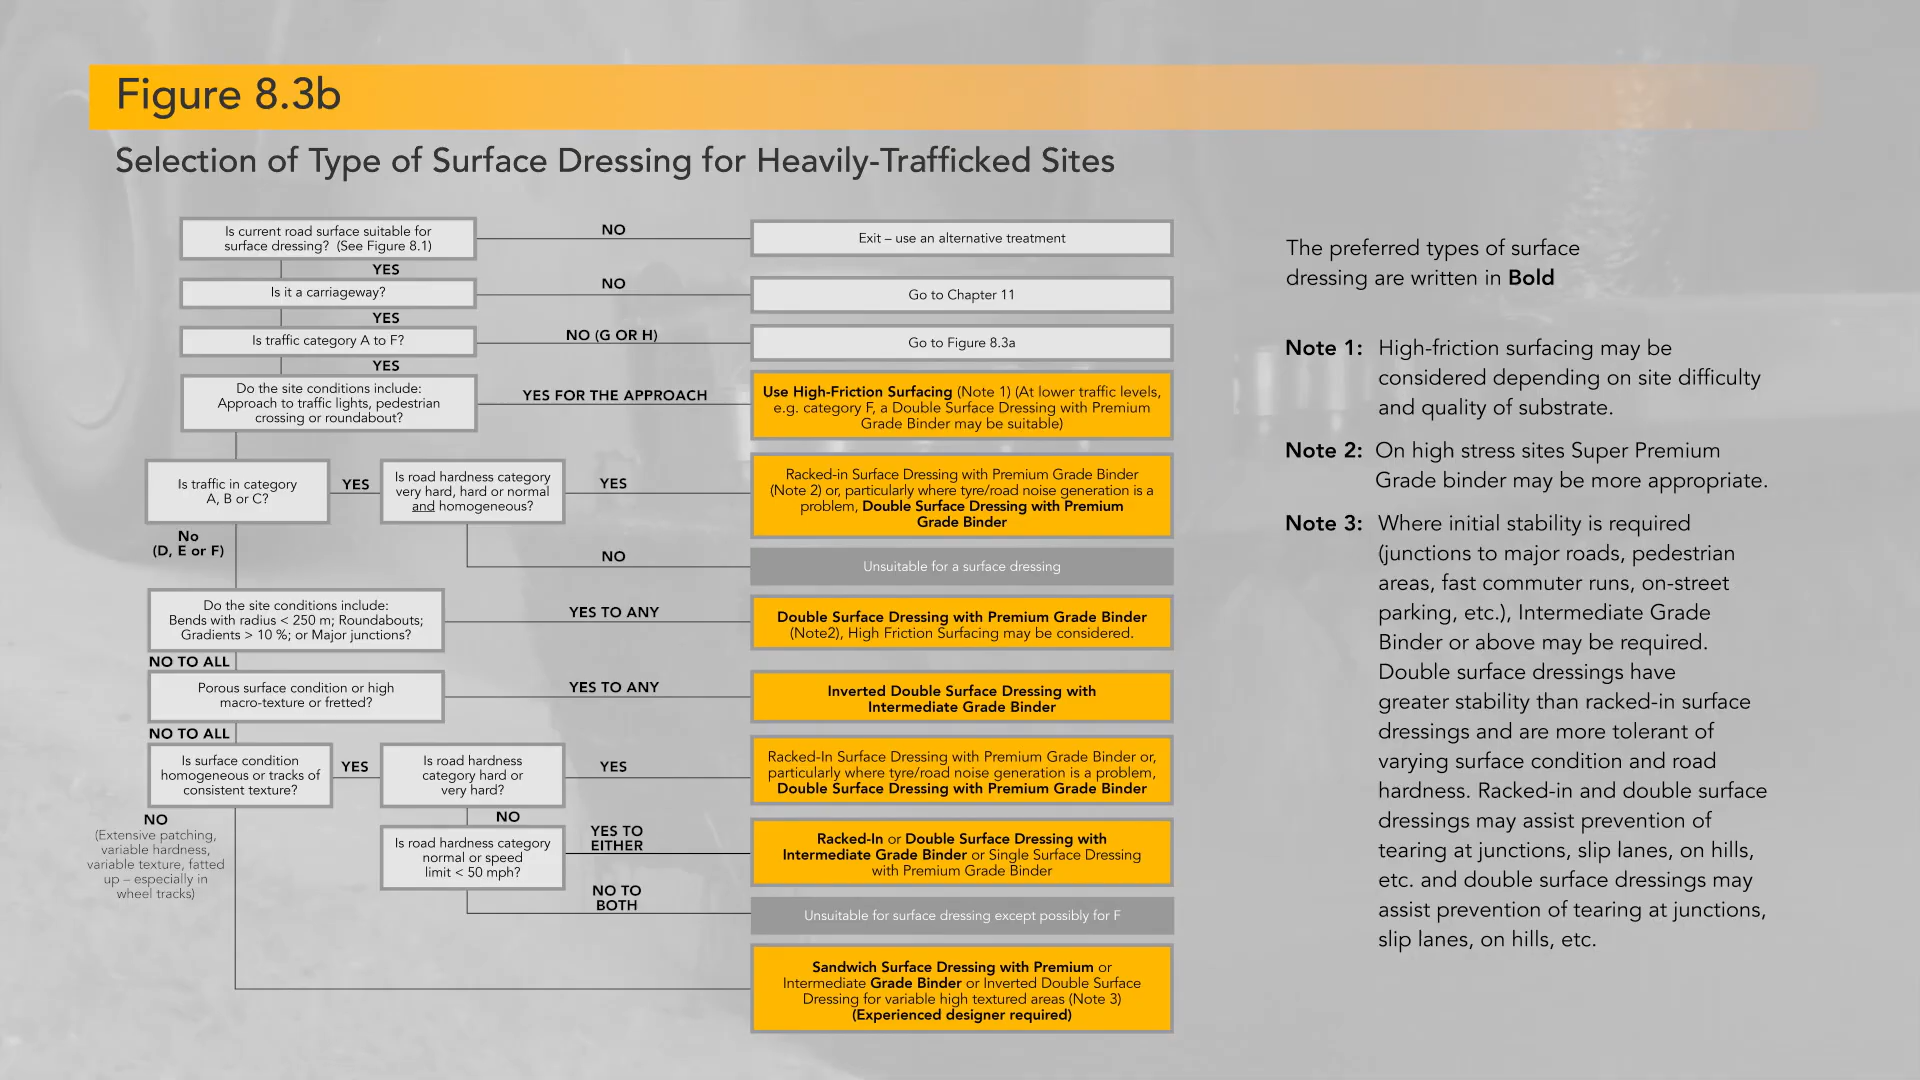 Figure 8.3b
Selection of Type of Surface Dressing for Heavily-Trafficked Sites
Is current road surface suitable for
surface dressing? (See Figure 8.1)
NO
Exit – use an alternative treatment
YES
Is it a carriageway?
NO
Go to Chapter 11
YES
Is traffic category A to F?
NO (G OR H)
Go to Figure 8.3a
YES
Do the site conditions include:
Approach to traffic lights, pedestrian
crossing or roundabout?
YES FOR THE APPROACH
Use High-Friction Surfacing (Note 1) (At lower traffic levels,
e.g. category F, a Double Surface Dressing with Premium
Grade Binder may be suitable)
Is traffic in category
A, B or C?
YES
Is road hardness category
very hard, hard or normal
and homogeneous?
YES
Racked-in Surface Dressing with Premium Grade Binder
(Note 2) or, particularly where tyre/road noise generation is a
problem, Double Surface Dressing with Premium
Grade Binder
No
(D, E or F)
NO
Unsuitable for a surface dressing
Do the site conditions include:
Bends with radius < 250 m; Roundabouts;
Gradients > 10 %; or Major junctions?
YES TO ANY
Double Surface Dressing with Premium Grade Binder
(Note2), High Friction Surfacing may be considered.
NO TO ALL
Porous surface condition or high
macro-texture or fretted?
YES TO ANY
Inverted Double Surface Dressing with
Intermediate Grade Binder
NO TO ALL
Is surface condition
homogeneous or tracks of
consistent texture?
YES
Is road hardness
category hard or
very hard?
YES
Racked-In Surface Dressing with Premium Grade Binder or,
particularly where tyre/road noise generation is a problem,
Double Surface Dressing with Premium Grade Binder
NO
(Extensive patching,
variable hardness,
variable texture, fatted
up – especially in
wheel tracks)
NO
Is road hardness category
normal or speed
limit < 50 mph?
YES TO
EITHER
Racked-In or Double Surface Dressing with
Intermediate Grade Binder or Single Surface Dressing
with Premium Grade Binder
NO TO
BOTH
Unsuitable for surface dressing except possibly for F
Sandwich Surface Dressing with Premium or
Intermediate Grade Binder or Inverted Double Surface
Dressing for variable high textured areas (Note 3)
(Experienced designer required)
The preferred types of surface
dressing are written in Bold
Note 1: High-friction surfacing may be
considered depending on site difficulty
and quality of substrate.
Note 2: On high stress sites Super Premium
Grade binder may be more appropriate.
Note 3: Where initial stability is required
(junctions to major roads, pedestrian
areas, fast commuter runs, on-street
parking, etc.), Intermediate Grade
Binder or above may be required.
Double surface dressings have
greater stability than racked-in surface
dressings and are more tolerant of
varying surface condition and road
hardness. Racked-in and double surface
dressings may assist prevention of
tearing at junctions, slip lanes, on hills,
etc. and double surface dressings may
assist prevention of tearing at junctions,
slip lanes, on hills, etc.